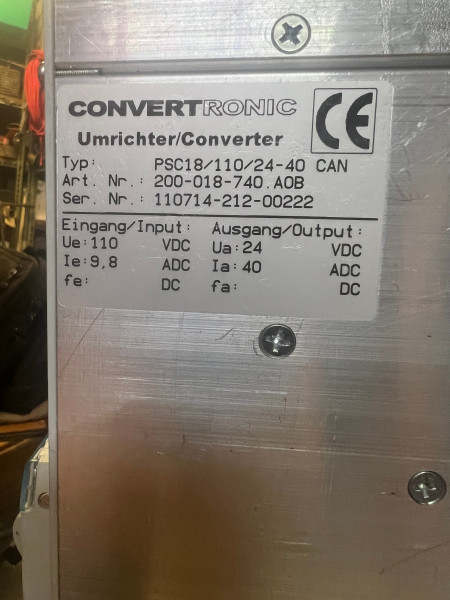 CONVERTRONIC
CE
Umrichter/Converter
Typ: PSC18/110/24-40 CAN
Art. Nr.: 200-018-740.A0B
Ser. Nr.: 110714-212-00222
Eingang/Input: Ausgang/Output:
Ue: 110 VDC Ua: 24 VDC
Ie: 9,8 ADC Ia: 40 ADC
fe: DC fa: DC